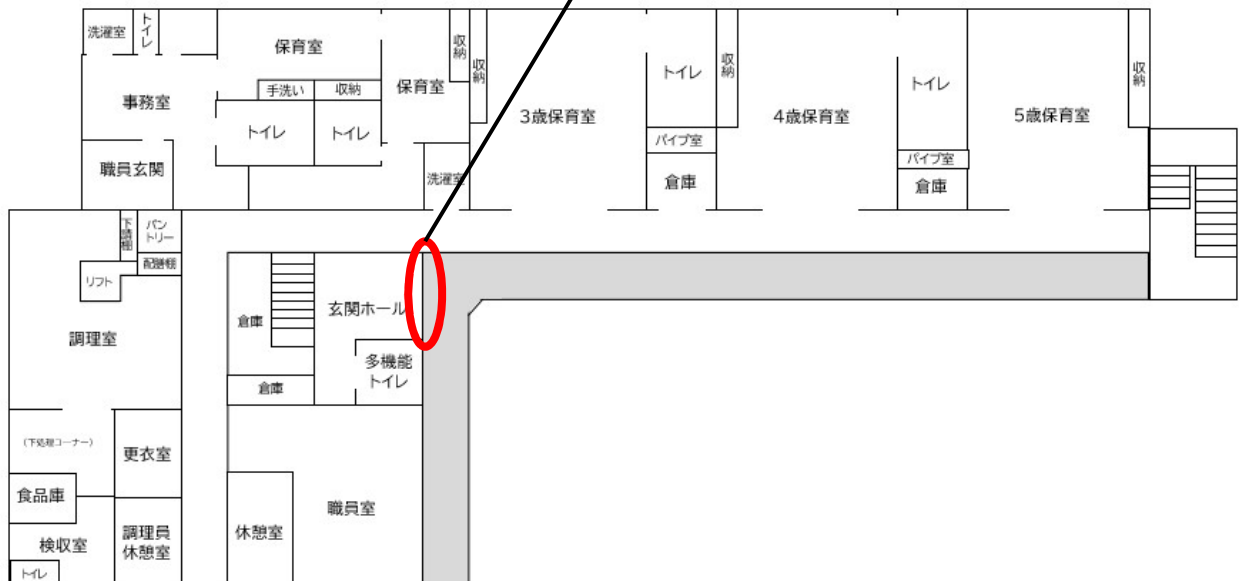 洗濯室
トイレ
保育室
収納
収納
保育室
手洗い
収納
事務室
トイレ
トイレ
職員玄関
洗濯室
3歳保育室
トイレ
収納
パイプ室
倉庫
4歳保育室
トイレ
パイプ室
倉庫
5歳保育室
収納
下膳棚
パン
トリー
配膳棚
リフト
調理室
倉庫
玄関ホール
多機能
トイレ
倉庫
(下処理コーナー)
更衣室
食品庫
検収室
調理員
休憩室
トイレ
休憩室
職員室